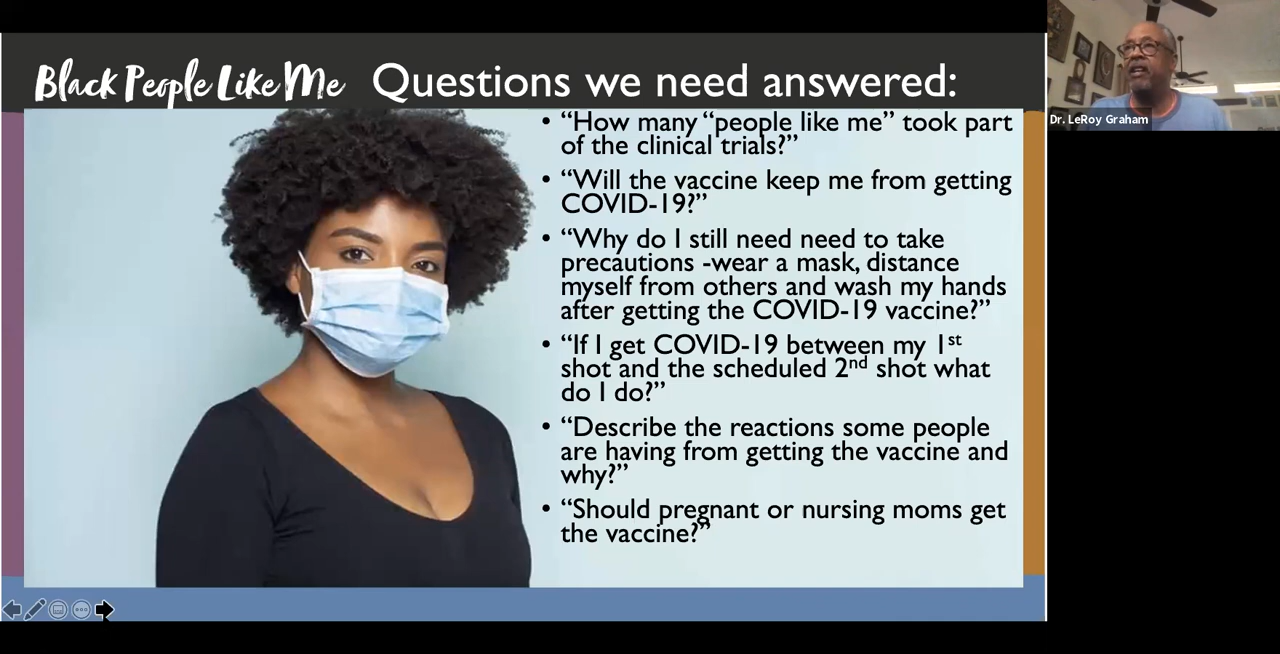 Black People Like Me Questions we need answered:
• “How many “people like me” took part
of the clinical trials?”
• “Will the vaccine keep me from getting
COVID-19?”
• “Why do I still need need to take
precautions -wear a mask, distance
myself from others and wash my hands
after getting the COVID-19 vaccine?”
• “If I get COVID-19 between my 1st
shot and the scheduled 2nd shot what
do I do?”
• “Describe the reactions some people
are having from getting the vaccine and
why?”
• “Should pregnant or nursing moms get
the vaccine?”
Dr. LeRoy Graham